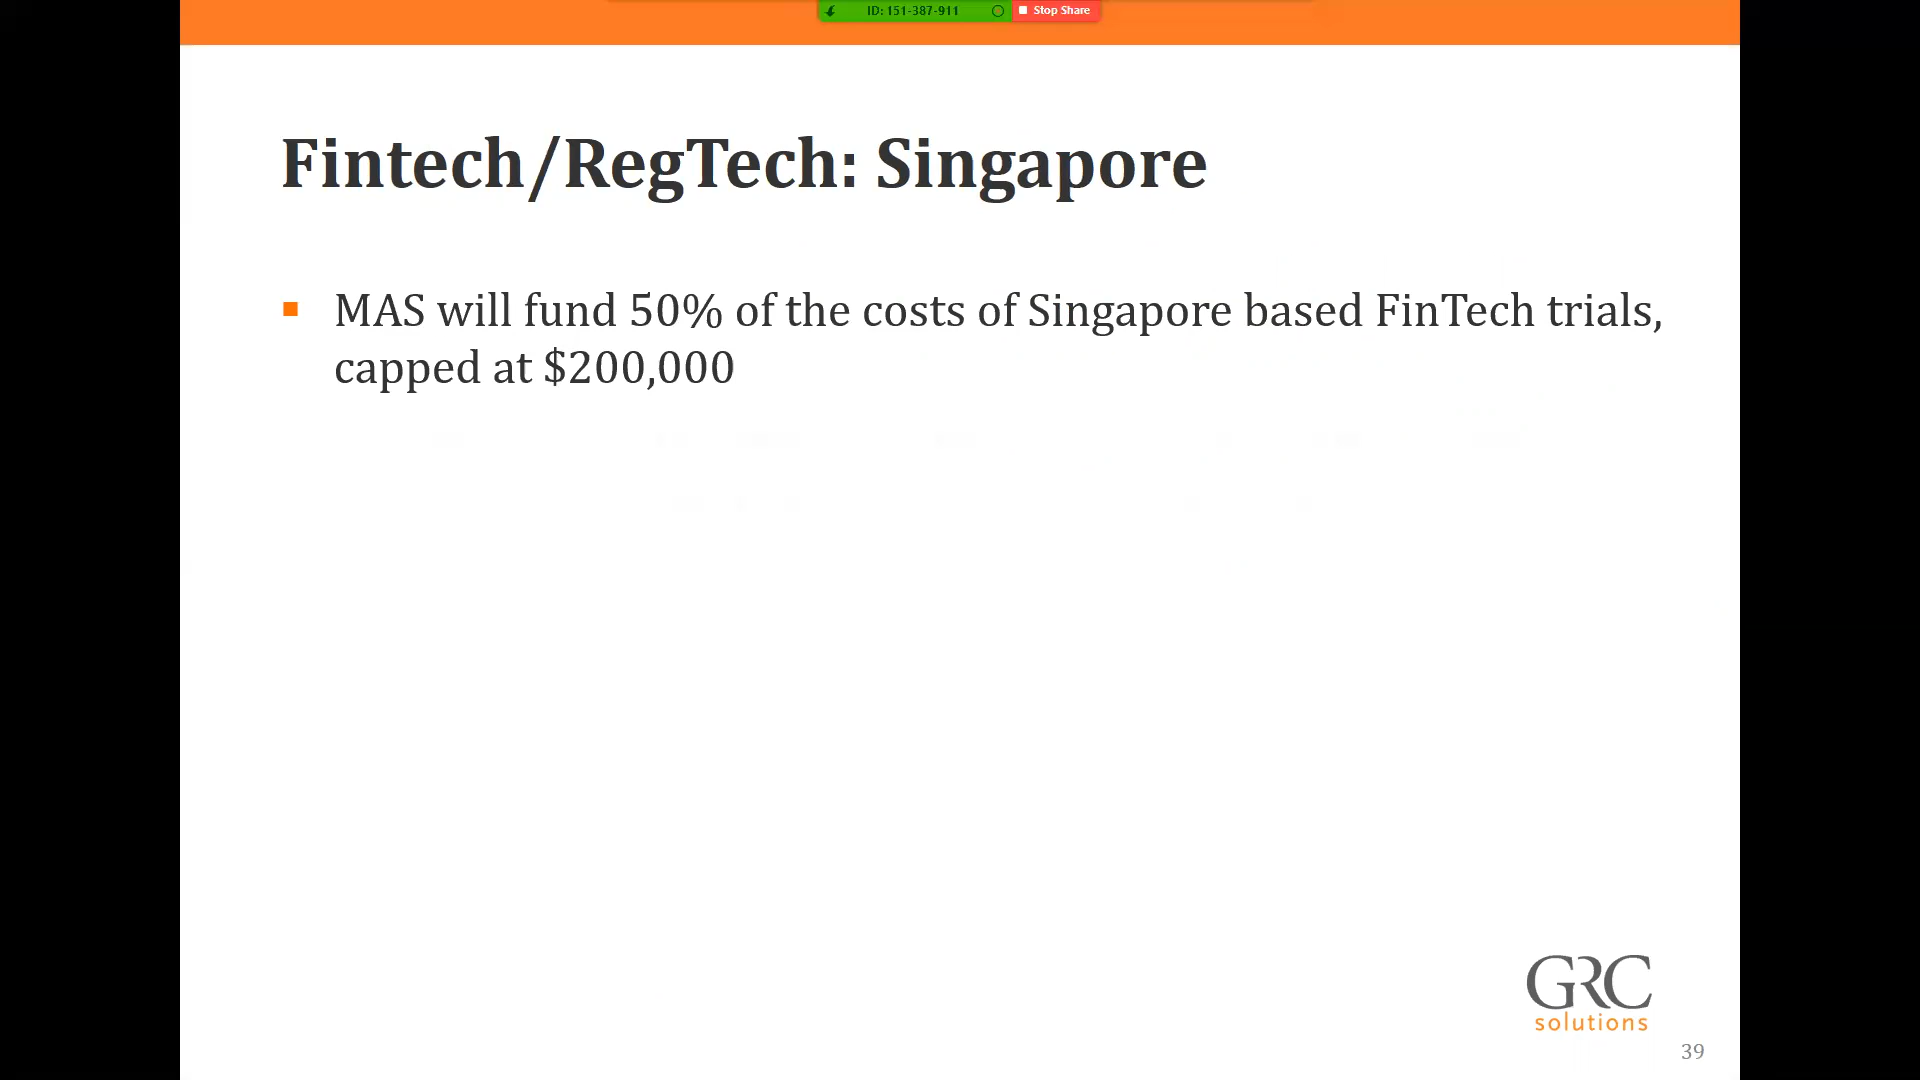 ID: 151-387-911 Stop Share
Fintech/RegTech: Singapore
MAS will fund 50% of the costs of Singapore based FinTech trials,
capped at $200,000
GRC
solutions
39